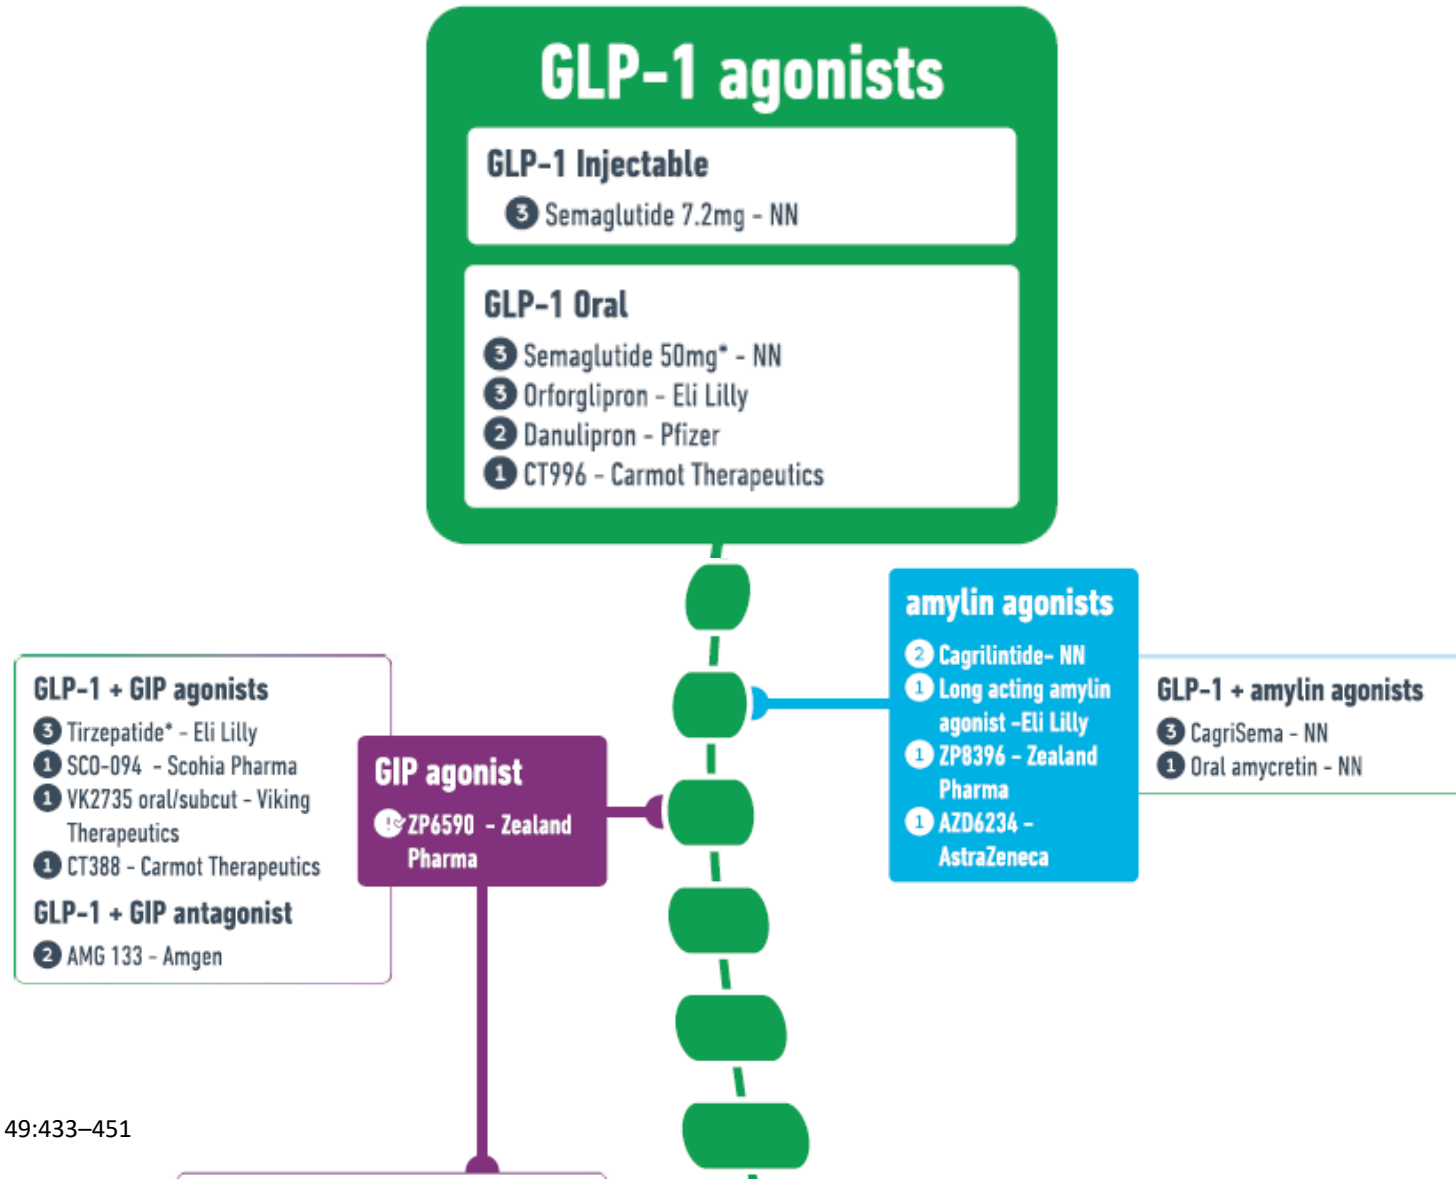 GLP-1 agonists
GLP-1 Injectable
3 Semaglutide 7.2mg - NN
GLP-1 Oral
3 Semaglutide 50mg* - NN
3 Orforglipron - Eli Lilly
2 Danulipron - Pfizer
1 CT996 - Carmot Therapeutics
GLP-1 + GIP agonists
3 Tirzepatide* - Eli Lilly
1 SCO-094 - Scohia Pharma
1 VK2735 oral/subcut - Viking
Therapeutics
1 CT388 - Carmot Therapeutics
GLP-1 + GIP antagonist
2 AMG 133 - Amgen
GIP agonist
ZP6590 - Zealand
Pharma
amylin agonists
2 Cagrilintide- NN
1 Long acting amylin
agonist -Eli Lilly
1 ZP8396 - Zealand
Pharma
1 AZD6234 -
AstraZeneca
GLP-1 + amylin agonists
3 CagriSema - NN
1 Oral amycretin - NN
49:433–451